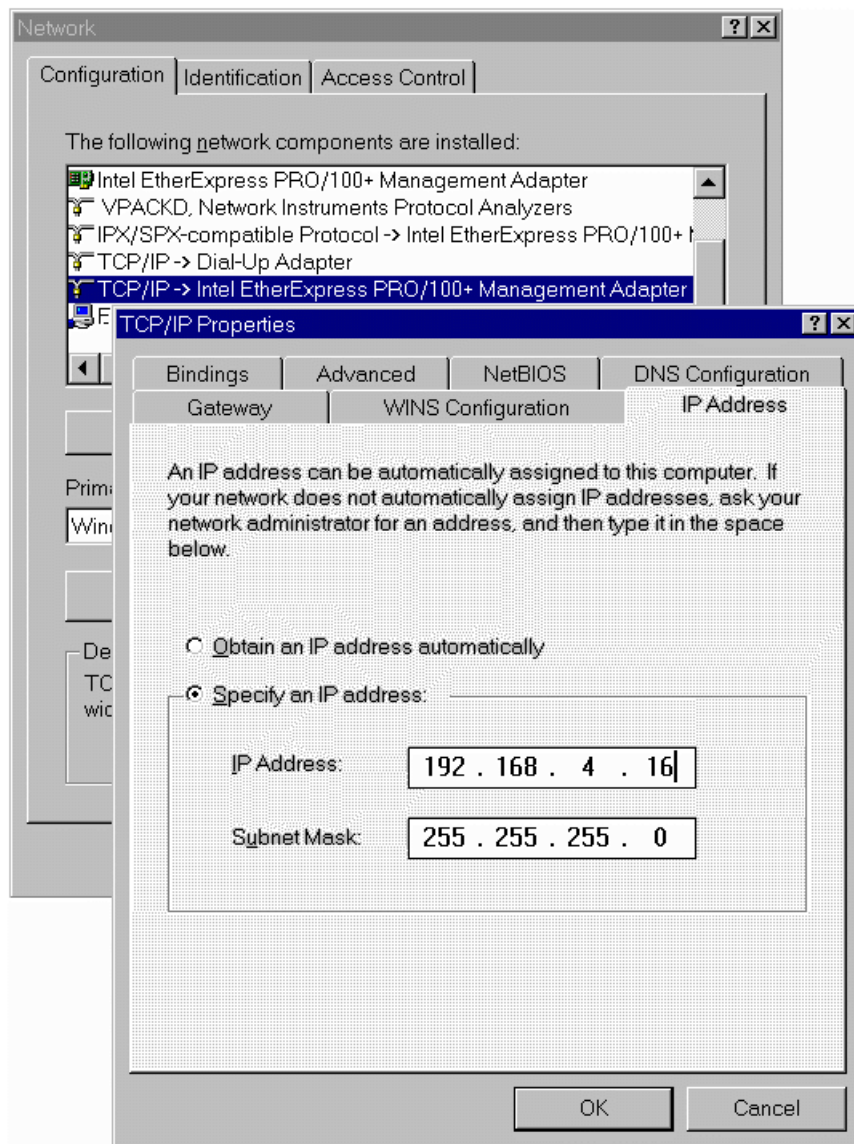 Network
Configuration Identification Access Control
The following network components are installed:
Intel EtherExpress PRO/100+ Management Adapter
VPACKD, Network Instruments Protocol Analyzers
IPX/SPX-compatible Protocol -> Intel EtherExpress PRO/100+
TCP/IP -> Dial-Up Adapter
TCP/IP -> Intel EtherExpress PRO/100+ Management Adapter
TCP/IP Properties
Bindings Advanced NetBIOS DNS Configuration
Gateway WINS Configuration IP Address
An IP address can be automatically assigned to this computer. If
your network does not automatically assign IP addresses, ask your
network administrator for an address, and then type it in the space
below.
Obtain an IP address automatically
Specify an IP address:
IP Address: 192 . 168 . 4 . 16
Subnet Mask: 255 . 255 . 255 . 0
OK Cancel